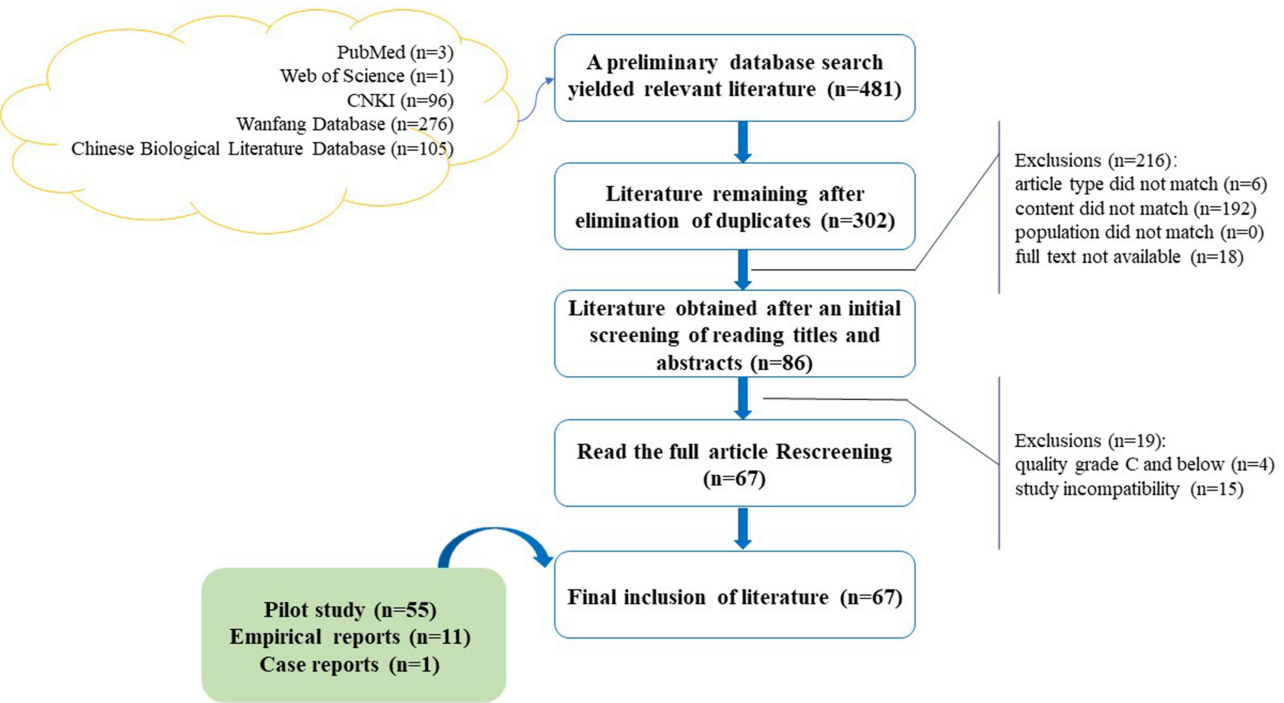 PubMed (n=3)
Web of Science (n=1)
CNKI (n=96)
Wanfang Database (n=276)
Chinese Biological Literature Database (n=105)
A preliminary database search
yielded relevant literature (n=481)
Literature remaining after
elimination of duplicates (n=302)
Exclusions (n=216):
article type did not match (n=6)
content did not match (n=192)
population did not match (n=0)
full text not available (n=18)
Literature obtained after an initial
screening of reading titles and
abstracts (n=86)
Exclusions (n=19):
quality grade C and below (n=4)
study incompatibility (n=15)
Read the full article Rescreening
(n=67)
Pilot study (n=55)
Empirical reports (n=11)
Case reports (n=1)
Final inclusion of literature (n=67)